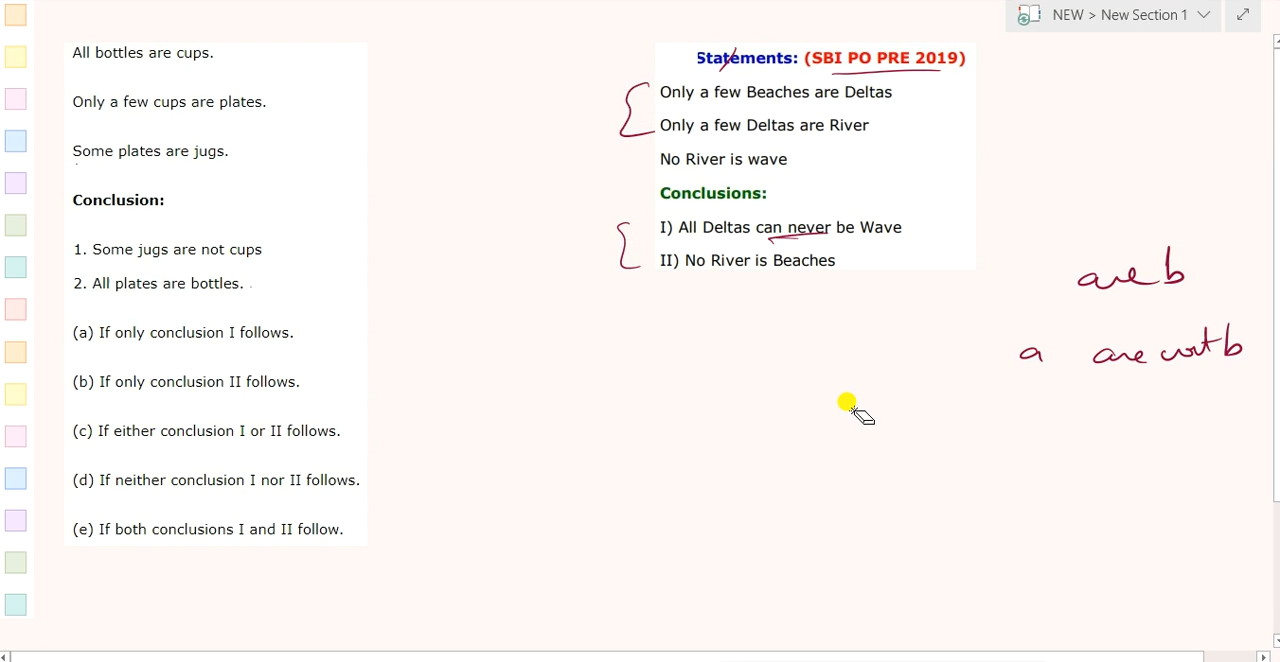 NEW > New Section 1
All bottles are cups.
Only a few cups are plates.
Some plates are jugs.
Conclusion:
1. Some jugs are not cups
2. All plates are bottles.
(a) If only conclusion I follows.
(b) If only conclusion II follows.
(c) If either conclusion I or II follows.
(d) If neither conclusion I nor II follows.
(e) If both conclusions I and II follow.
Statements: (SBI PO PRE 2019)
Only a few Beaches are Deltas
Only a few Deltas are River
No River is wave
Conclusions:
I) All Deltas can never be Wave
II) No River is Beaches
are b
a are not b